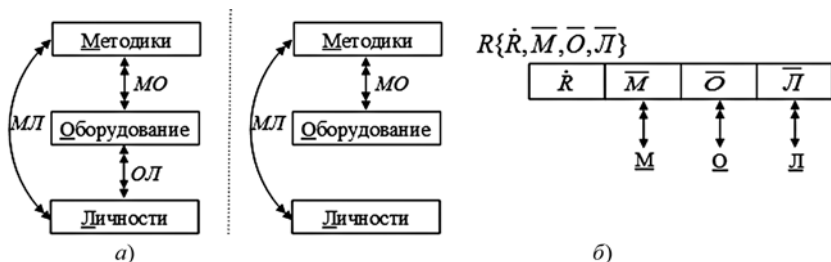 Методики
МО
МЛ
Оборудование
ОЛ
Личности
а)
Методики
МО
МЛ
Оборудование
Личности
R{Ṙ, M̅, O̅, Л̅}
Ṙ M̅ O̅ Л̅
М О Л
б)